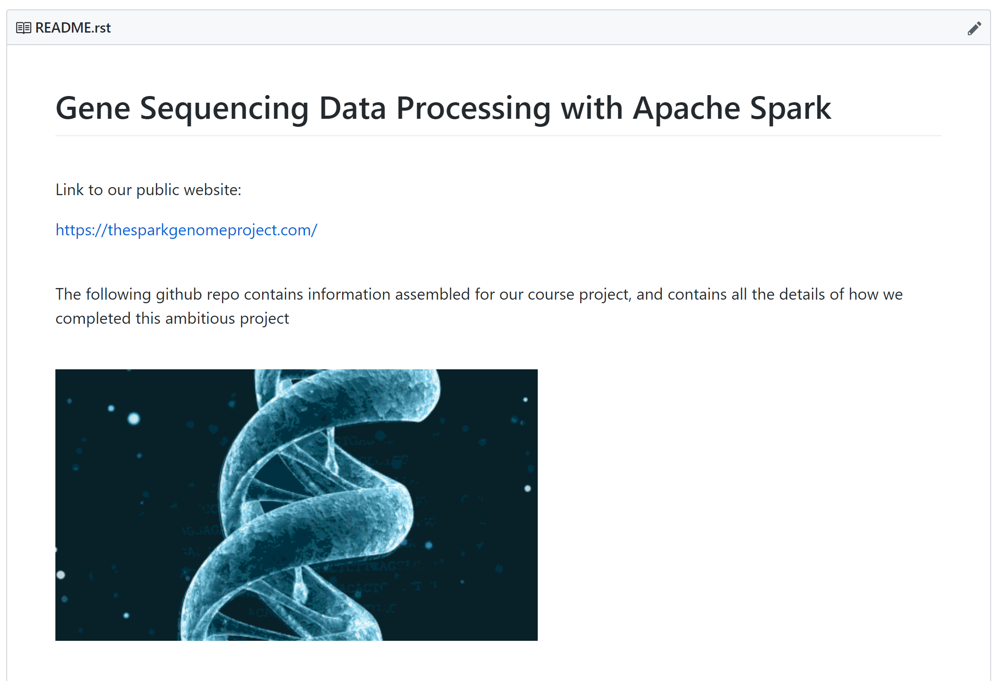 README.rst
Gene Sequencing Data Processing with Apache Spark
Link to our public website:
https://thesparkgenomeproject.com/
The following github repo contains information assembled for our course project, and contains all the details of how we
completed this ambitious project